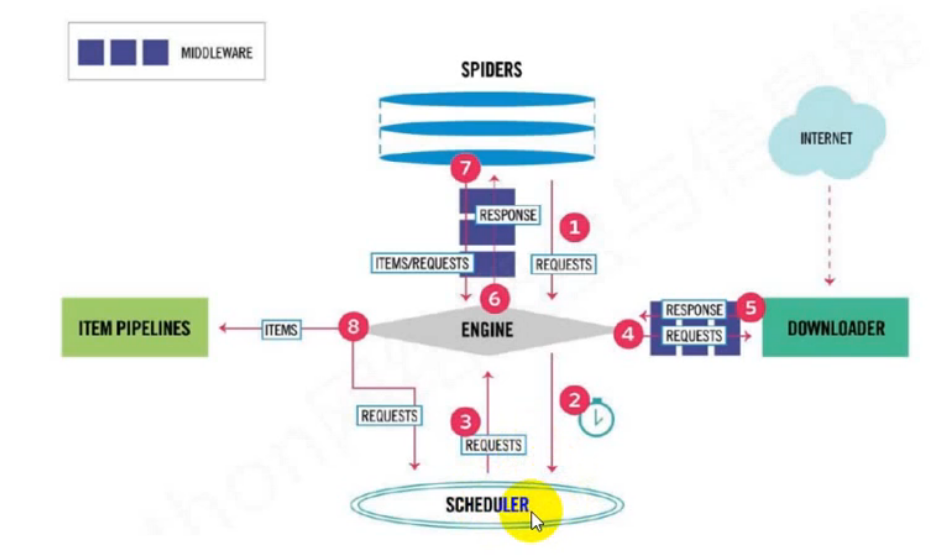 MIDDLEWARE
SPIDERS
INTERNET
7
RESPONSE
1
ITEMS/REQUESTS
REQUESTS
6
ITEM PIPELINES
ITEMS
8
ENGINE
4
RESPONSE
5
REQUESTS
DOWNLOADER
2
REQUESTS
3
REQUESTS
SCHEDULER